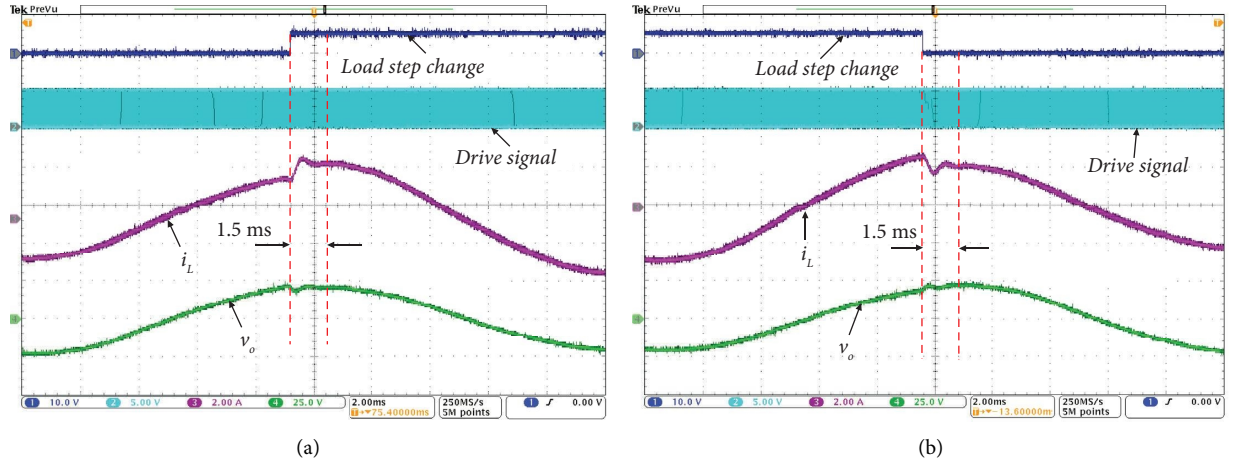 Tek PreVu
Load step change
Drive signal
1.5 ms
i_L
v_o
1 10.0 V 2 5.00 V 3 2.00 A 4 25.0 V 2.00ms 250MS/s 1 0.00 V
75.40000ms 5M points
(a)
Tek PreVu
Load step change
Drive signal
1.5 ms
i_L
v_o
1 10.0 V 2 5.00 V 3 2.00 A 4 25.0 V 2.00ms 250MS/s 1 0.00 V
-13.60000m 5M points
(b)